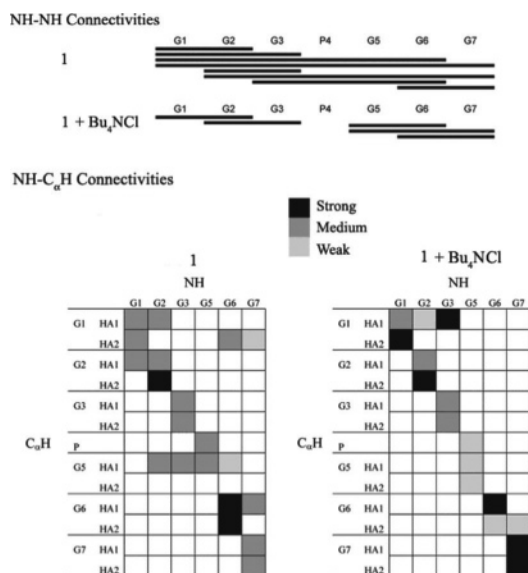 NH-NH Connectivities
G1 G2 G3 P4 G5 G6 G7
1
G1 G2 G3 P4 G5 G6 G7
1 + Bu₄NCl
NH-CαH Connectivities
Strong
Medium
Weak
1
NH
G1 G2 G3 G5 G6 G7
G1 HA1
HA2
G2 HA1
HA2
G3 HA1
HA2
CαH
P
G5 HA1
HA2
G6 HA1
HA2
G7 HA1
HA2
1 + Bu₄NCl
NH
G1 G2 G3 G5 G6 G7
G1 HA1
HA2
G2 HA1
HA2
G3 HA1
HA2
CαH
P
G5 HA1
HA2
G6 HA1
HA2
G7 HA1
HA2